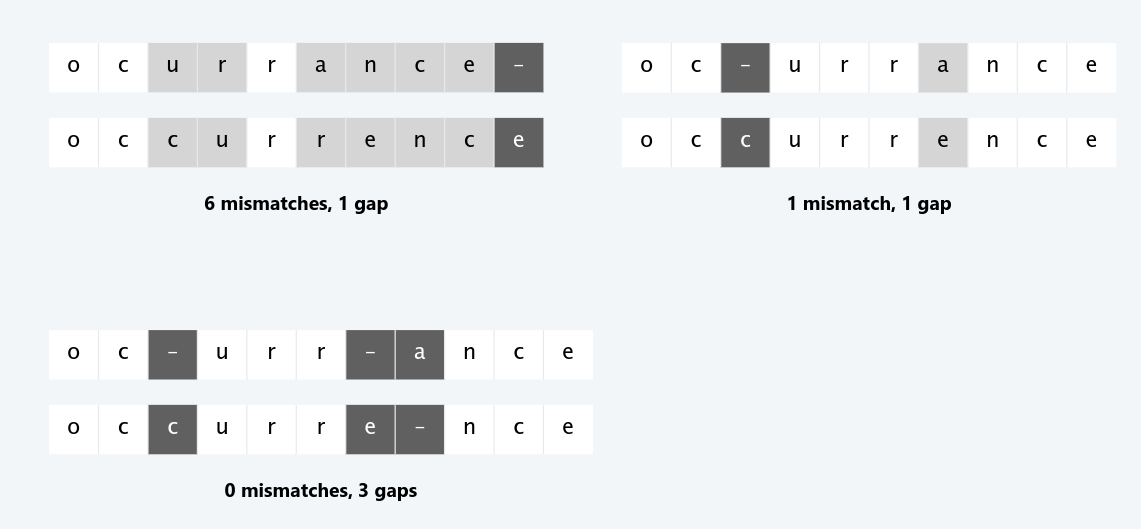 o c u r r a n c e –
o c c u r r e n c e
6 mismatches, 1 gap
o c – u r r a n c e
o c c u r r e n c e
1 mismatch, 1 gap
o c – u r r – a n c e
o c c u r r e – n c e
0 mismatches, 3 gaps